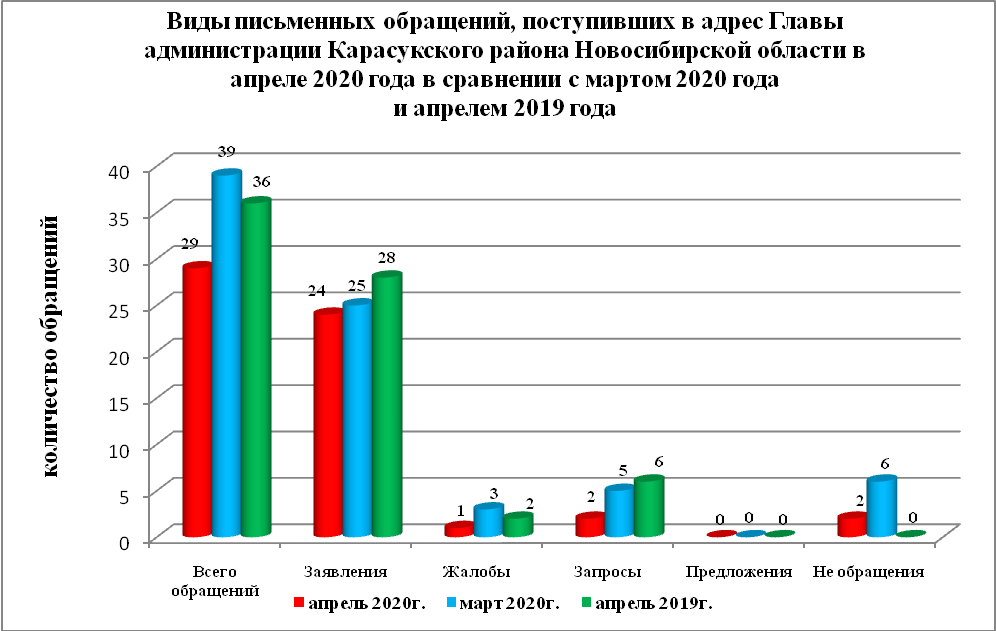 Виды письменных обращений, поступивших в адрес Главы
администрации Карасукского района Новосибирской области в
апреле 2020 года в сравнении с мартом 2020 года
и апрелем 2019 года
количество обращений
40
35
30
25
20
15
10
5
0
29
39
36
24
25
28
1
3
2
2
5
6
0
0
0
2
6
0
Всего
обращений
Заявления
Жалобы
Запросы
Предложения
Не обращения
апрель 2020г.
март 2020г.
апрель 2019г.